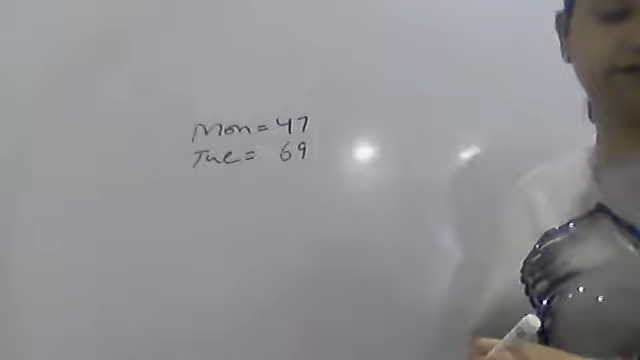 Mon = 47
Tue = 69